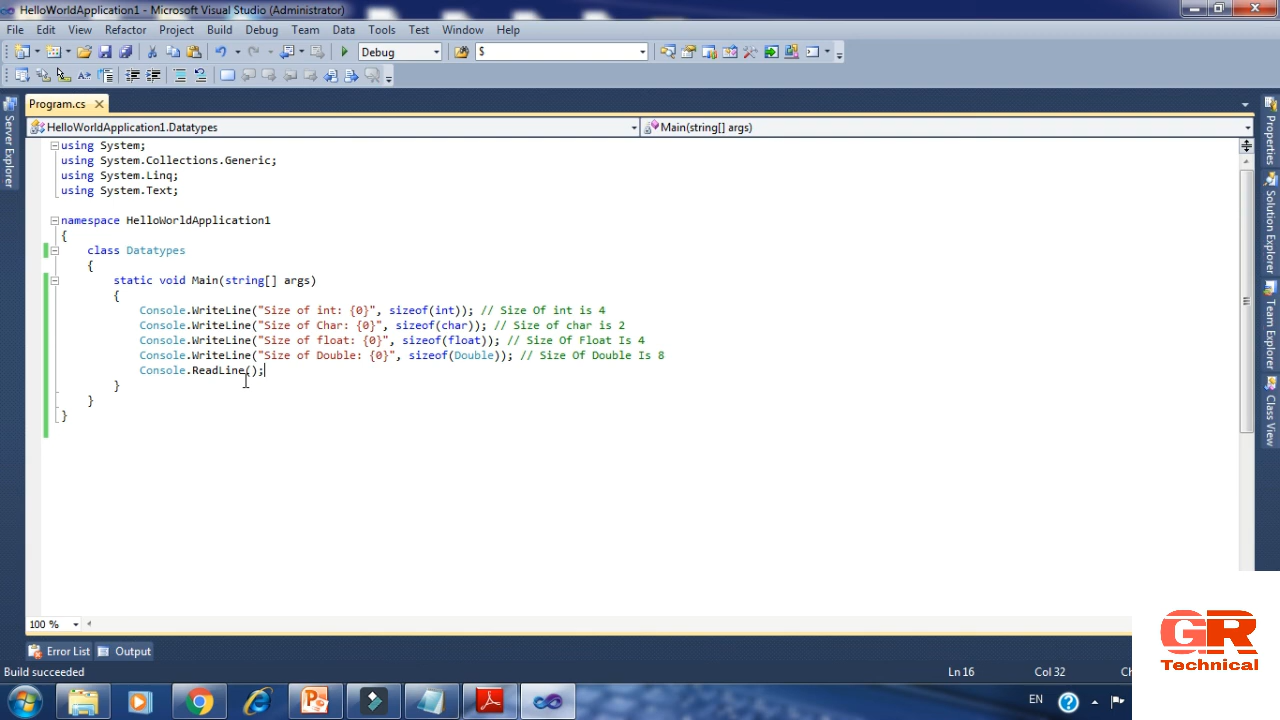 HelloWorldApplication1 - Microsoft Visual Studio (Administrator)
File Edit View Refactor Project Build Debug Team Data Tools Test Window Help
Debug $
Program.cs
HelloWorldApplication1.Datatypes Main(string[] args)
using System;
using System.Collections.Generic;
using System.Linq;
using System.Text;
namespace HelloWorldApplication1
{
class Datatypes
{
static void Main(string[] args)
{
Console.WriteLine("Size of int: {0}", sizeof(int)); // Size Of int is 4
Console.WriteLine("Size of Char: {0}", sizeof(char)); // Size of char is 2
Console.WriteLine("Size of float: {0}", sizeof(float)); // Size Of Float Is 4
Console.WriteLine("Size of Double: {0}", sizeof(Double)); // Size Of Double Is 8
Console.ReadLine();
}
}
}
Server Explorer
Properties
Solution Explorer
Team Explorer
Class View
100 %
Error List Output
Build succeeded Ln 16 Col 32
EN
GR
Technical